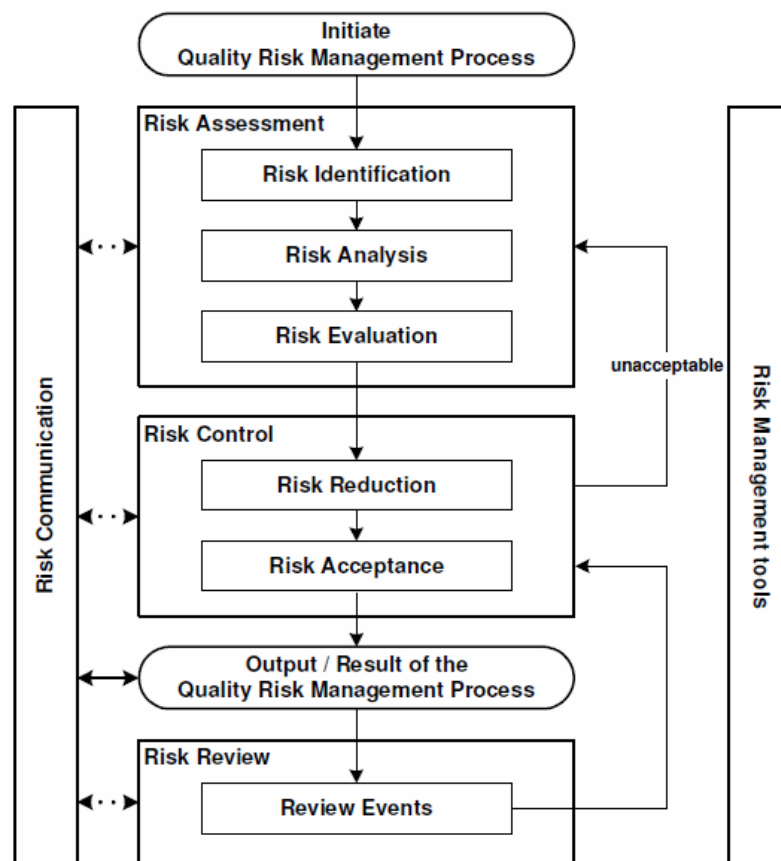 Initiate
Quality Risk Management Process
Risk Assessment
Risk Identification
Risk Analysis
Risk Evaluation
unacceptable
Risk Communication
Risk Management tools
Risk Control
Risk Reduction
Risk Acceptance
Output / Result of the
Quality Risk Management Process
Risk Review
Review Events